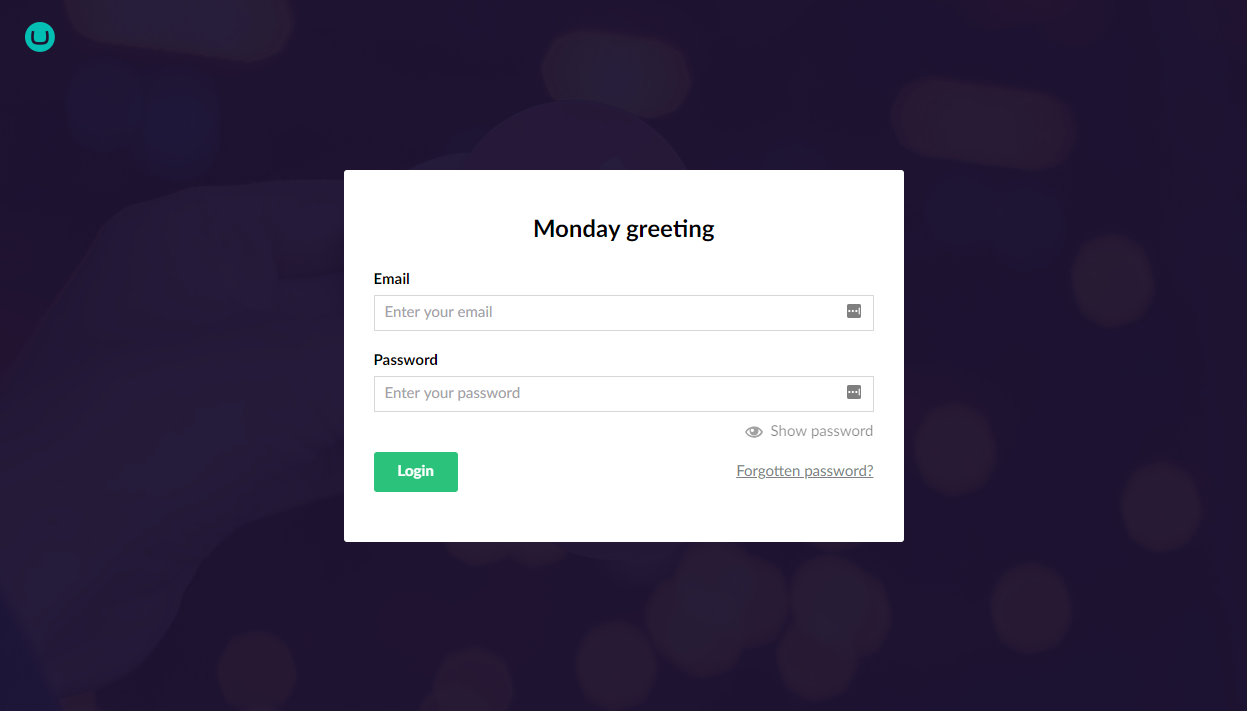 Monday greeting
Email
Enter your email
Password
Enter your password
Show password
Login
Forgotten password?